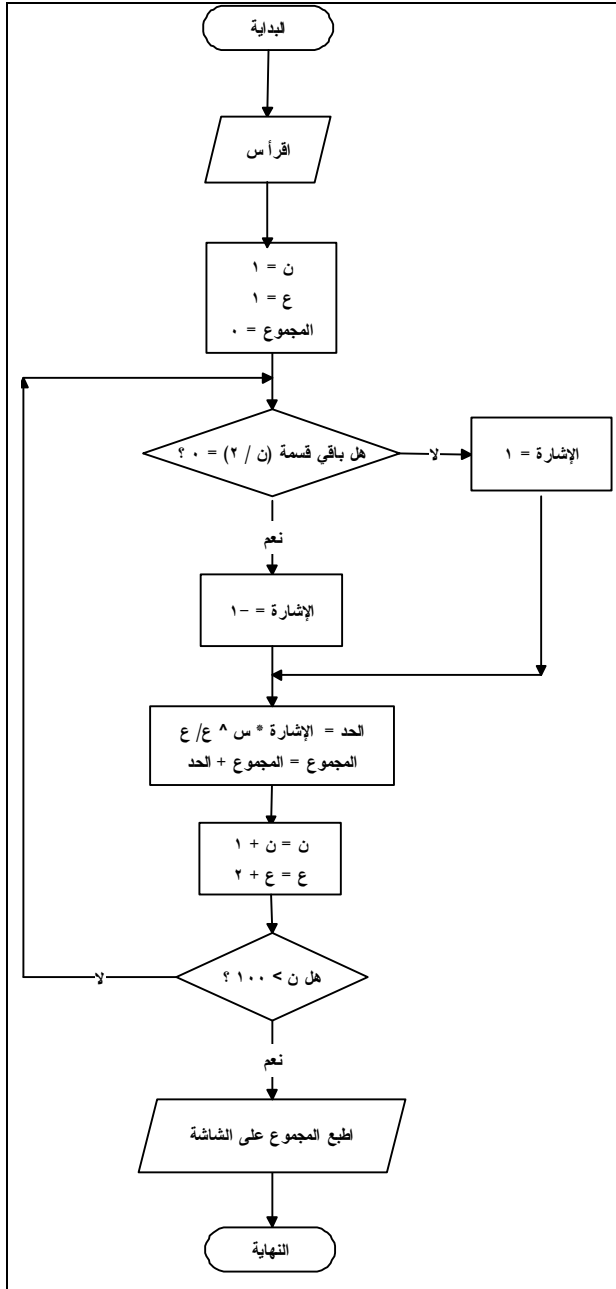 البداية
اقرأ س
ن = ١
ع = ١
المجموع = ٠
هل باقي قسمة (ن / ٢) = ٠ ؟
لا
الإشارة = ١
نعم
الإشارة = -١
الحد = الإشارة * س ^ ع/ ع
المجموع = المجموع + الحد
ن = ن + ١
ع = ع + ٢
هل ن > ١٠٠ ؟
لا
نعم
اطبع المجموع على الشاشة
النهاية